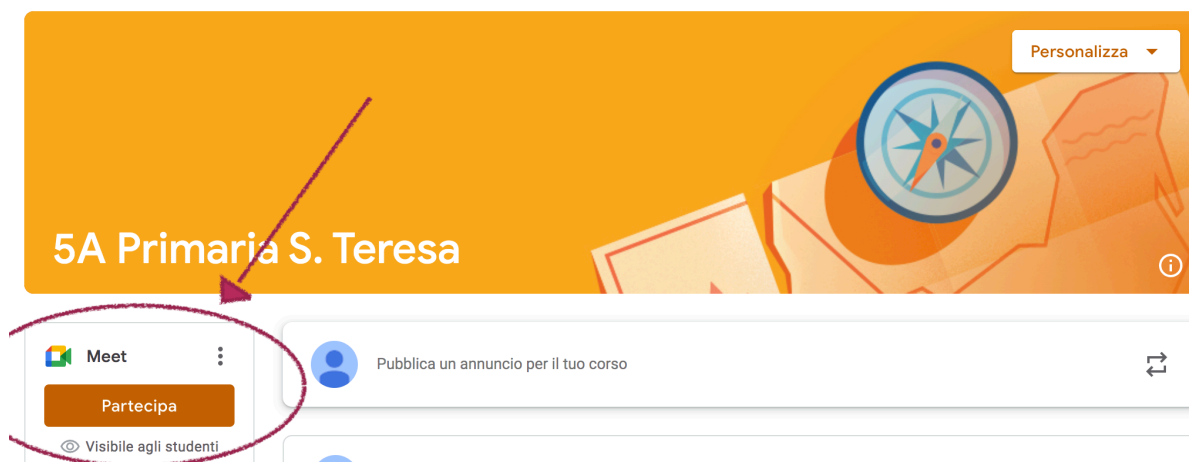 Personalizza
5A Primaria S. Teresa
Meet
Partecipa
Visibile agli studenti
Pubblica un annuncio per il tuo corso